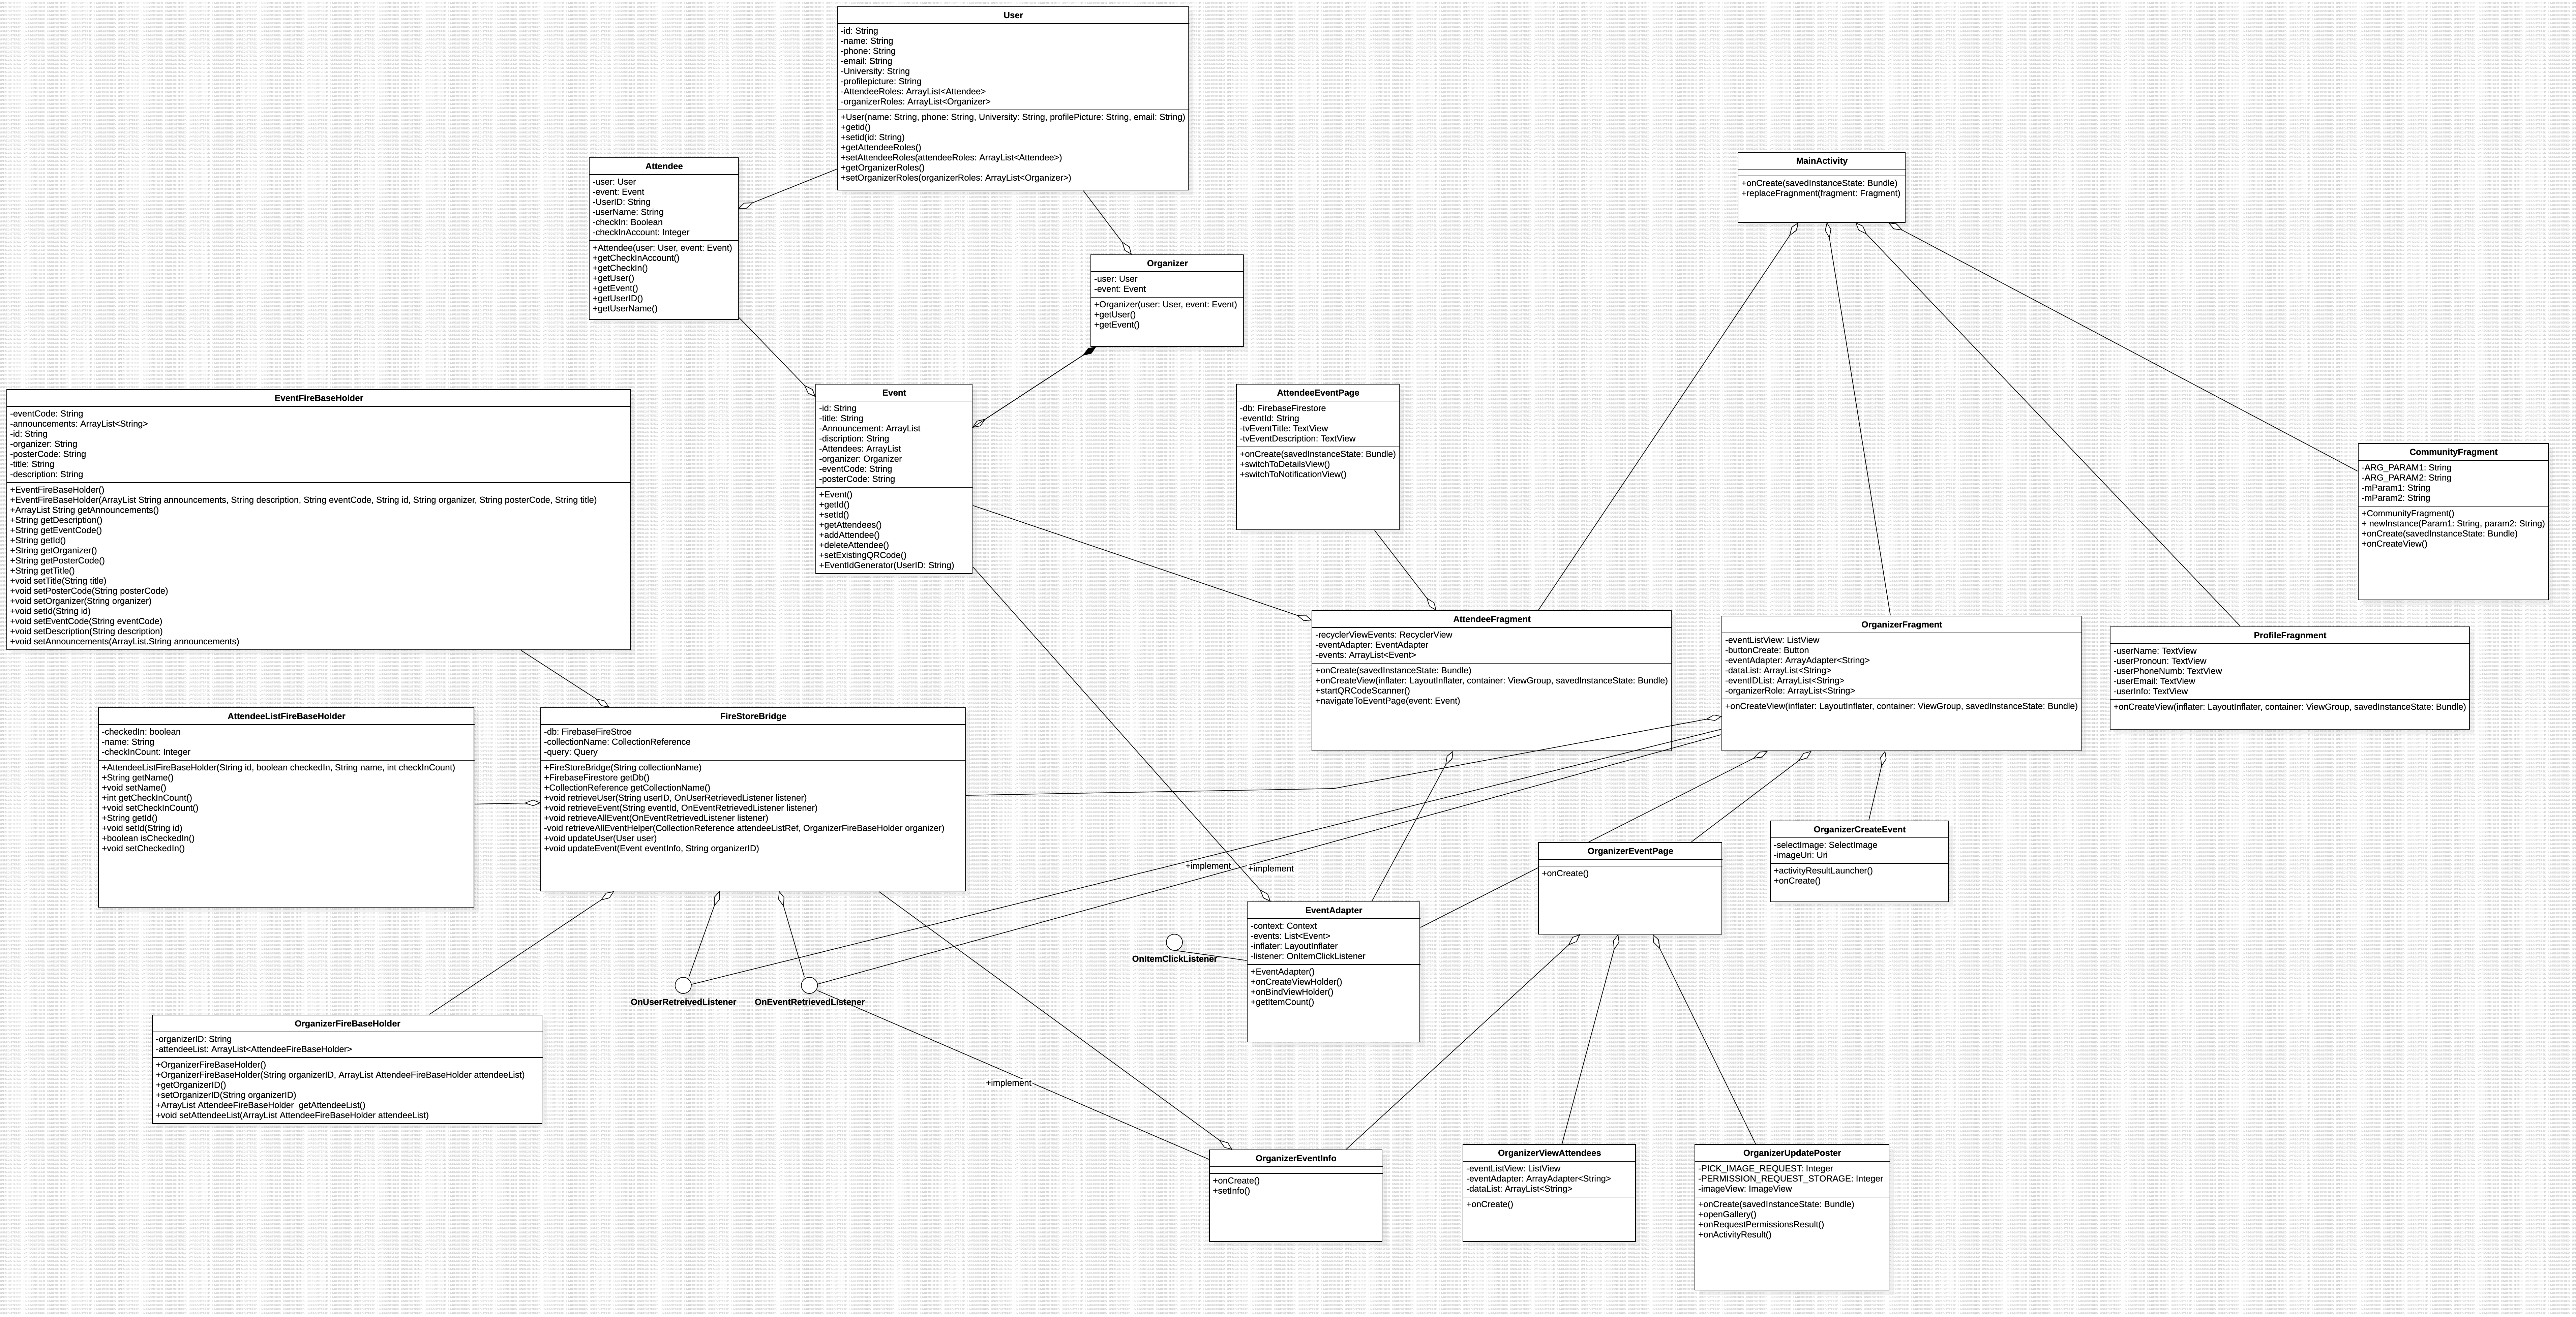 User
-id: String
-name: String
-phone: String
-email: String
-University: String
-profilepicture: String
-AttendeeRoles: ArrayList<Attendee>
-organizerRoles: ArrayList<Organizer>
+User(name: String, phone: String, University: String, profilePicture: String, email: String)
+getid()
+setid(id: String)
+getAttendeeRoles()
+setAttendeeRoles(attendeeRoles: ArrayList<Attendee>)
+getOrganizerRoles()
+setOrganizerRoles(organizerRoles: ArrayList<Organizer>)
Attendee
-user: User
-event: Event
-UserID: String
-userName: String
-checkIn: Boolean
-checkInAccount: Integer
+Attendee(user: User, event: Event)
+getCheckInAccount()
+getCheckIn()
+getUser()
+getEvent()
+getUserID()
+getUserName()
MainActivity
+onCreate(savedInstanceState: Bundle)
+replaceFragnment(fragment: Fragment)
Organizer
-user: User
-event: Event
+Organizer(user: User, event: Event)
+getUser()
+getEvent()
EventFireBaseHolder
-eventCode: String
-announcements: ArrayList<String>
-id: String
-organizer: String
-posterCode: String
-title: String
-description: String
+EventFireBaseHolder()
+EventFireBaseHolder(ArrayList String announcements, String description, String eventCode, String id, String organizer, String posterCode, String title)
+ArrayList String getAnnouncements()
+String getDescription()
+String getEventCode()
+String getId()
+String getOrganizer()
+String getPosterCode()
+String getTitle()
+void setTitle(String title)
+void setPosterCode(String posterCode)
+void setOrganizer(String organizer)
+void setId(String id)
+void setEventCode(String eventCode)
+void setDescription(String description)
+void setAnnouncements(ArrayList.String announcements)
Event
-id: String
-title: String
-Announcement: ArrayList
-discription: String
-Attendees: ArrayList
-organizer: Organizer
-eventCode: String
-posterCode: String
+Event()
+getId()
+setId()
+getAttendees()
+addAttendee()
+deleteAttendee()
+setExistingQRCode()
+EventIdGenerator(UserID: String)
AttendeeEventPage
-db: FirebaseFirestore
-eventId: String
-tvEventTitle: TextView
-tvEventDescription: TextView
+onCreate(savedInstanceState: Bundle)
+switchToDetailsView()
+switchToNotificationView()
CommunityFragment
-ARG_PARAM1: String
-ARG_PARAM2: String
-mParam1: String
-mParam2: String
+CommunityFragment()
+ newInstance(Param1: String, param2: String)
+onCreate(savedInstanceState: Bundle)
+onCreateView()
AttendeeFragment
-recyclerViewEvents: RecyclerView
-eventAdapter: EventAdapter
-events: ArrayList<Event>
+onCreate(savedInstanceState: Bundle)
+onCreateView(inflater: LayoutInflater, container: ViewGroup, savedInstanceState: Bundle)
+startQRCodeScanner()
+navigateToEventPage(event: Event)
OrganizerFragment
-eventListView: ListView
-buttonCreate: Button
-eventAdapter: ArrayAdapter<String>
-dataList: ArrayList<String>
-eventIDList: ArrayList<String>
-organizerRole: ArrayList<String>
+onCreateView(inflater: LayoutInflater, container: ViewGroup, savedInstanceState: Bundle)
ProfileFragnment
-userName: TextView
-userPronoun: TextView
-userPhoneNumb: TextView
-userEmail: TextView
-userInfo: TextView
+onCreateView(inflater: LayoutInflater, container: ViewGroup, savedInstanceState: Bundle)
AttendeeListFireBaseHolder
-checkedIn: boolean
-name: String
-checkInCount: Integer
+AttendeeListFireBaseHolder(String id, boolean checkedIn, String name, int checkInCount)
+String getName()
+void setName()
+int getCheckInCount()
+void setCheckInCount()
+String getId()
+void setId(String id)
+boolean isCheckedIn()
+void setCheckedIn()
FireStoreBridge
-db: FirebaseFireStroe
-collectionName: CollectionReference
-query: Query
+FireStoreBridge(String collectionName)
+FirebaseFirestore getDb()
+CollectionReference getCollectionName()
+void retrieveUser(String userID, OnUserRetrievedListener listener)
+void retrieveEvent(String eventId, OnEventRetrievedListener listener)
+void retrieveAllEvent(OnEventRetrievedListener listener)
-void retrieveAllEventHelper(CollectionReference attendeeListRef, OrganizerFireBaseHolder organizer)
+void updateUser(User user)
+void updateEvent(Event eventInfo, String organizerID)
OrganizerCreateEvent
-selectImage: SelectImage
-imageUri: Uri
+activityResultLauncher()
+onCreate()
OrganizerEventPage
+onCreate()
+implement
+implement
EventAdapter
-context: Context
-events: List<Event>
-inflater: LayoutInflater
-listener: OnItemClickListener
+EventAdapter()
+onCreateViewHolder()
+onBindViewHolder()
+getItemCount()
OnItemClickListener
OnUserRetreivedListener
OnEventRetrievedListener
OrganizerFireBaseHolder
-organizerID: String
-attendeeList: ArrayList<AttendeeFireBaseHolder>
+OrganizerFireBaseHolder()
+OrganizerFireBaseHolder(String organizerID, ArrayList AttendeeFireBaseHolder attendeeList)
+getOrganizerID()
+setOrganizerID(String organizerID)
+ArrayList AttendeeFireBaseHolder  getAttendeeList()
+void setAttendeeList(ArrayList AttendeeFireBaseHolder attendeeList)
+implement
OrganizerEventInfo
+onCreate()
+setInfo()
OrganizerViewAttendees
-eventListView: ListView
-eventAdapter: ArrayAdapter<String>
-dataList: ArrayList<String>
+onCreate()
OrganizerUpdatePoster
-PICK_IMAGE_REQUEST: Integer
-PERMISSION_REQUEST_STORAGE: Integer
-imageView: ImageView
+onCreate(savedInstanceState: Bundle)
+openGallery()
+onRequestPermissionsResult()
+onActivityResult()